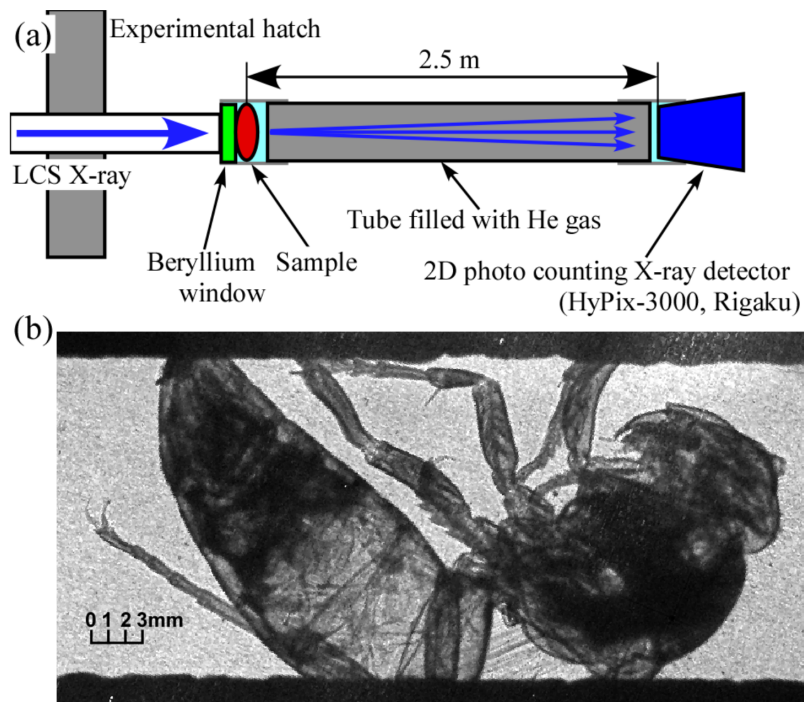 (a)
Experimental hatch
2.5 m
LCS X-ray
Tube filled with He gas
Beryllium
window
Sample
2D photo counting X-ray detector
(HyPix-3000, Rigaku)
(b)
0 1 2 3mm